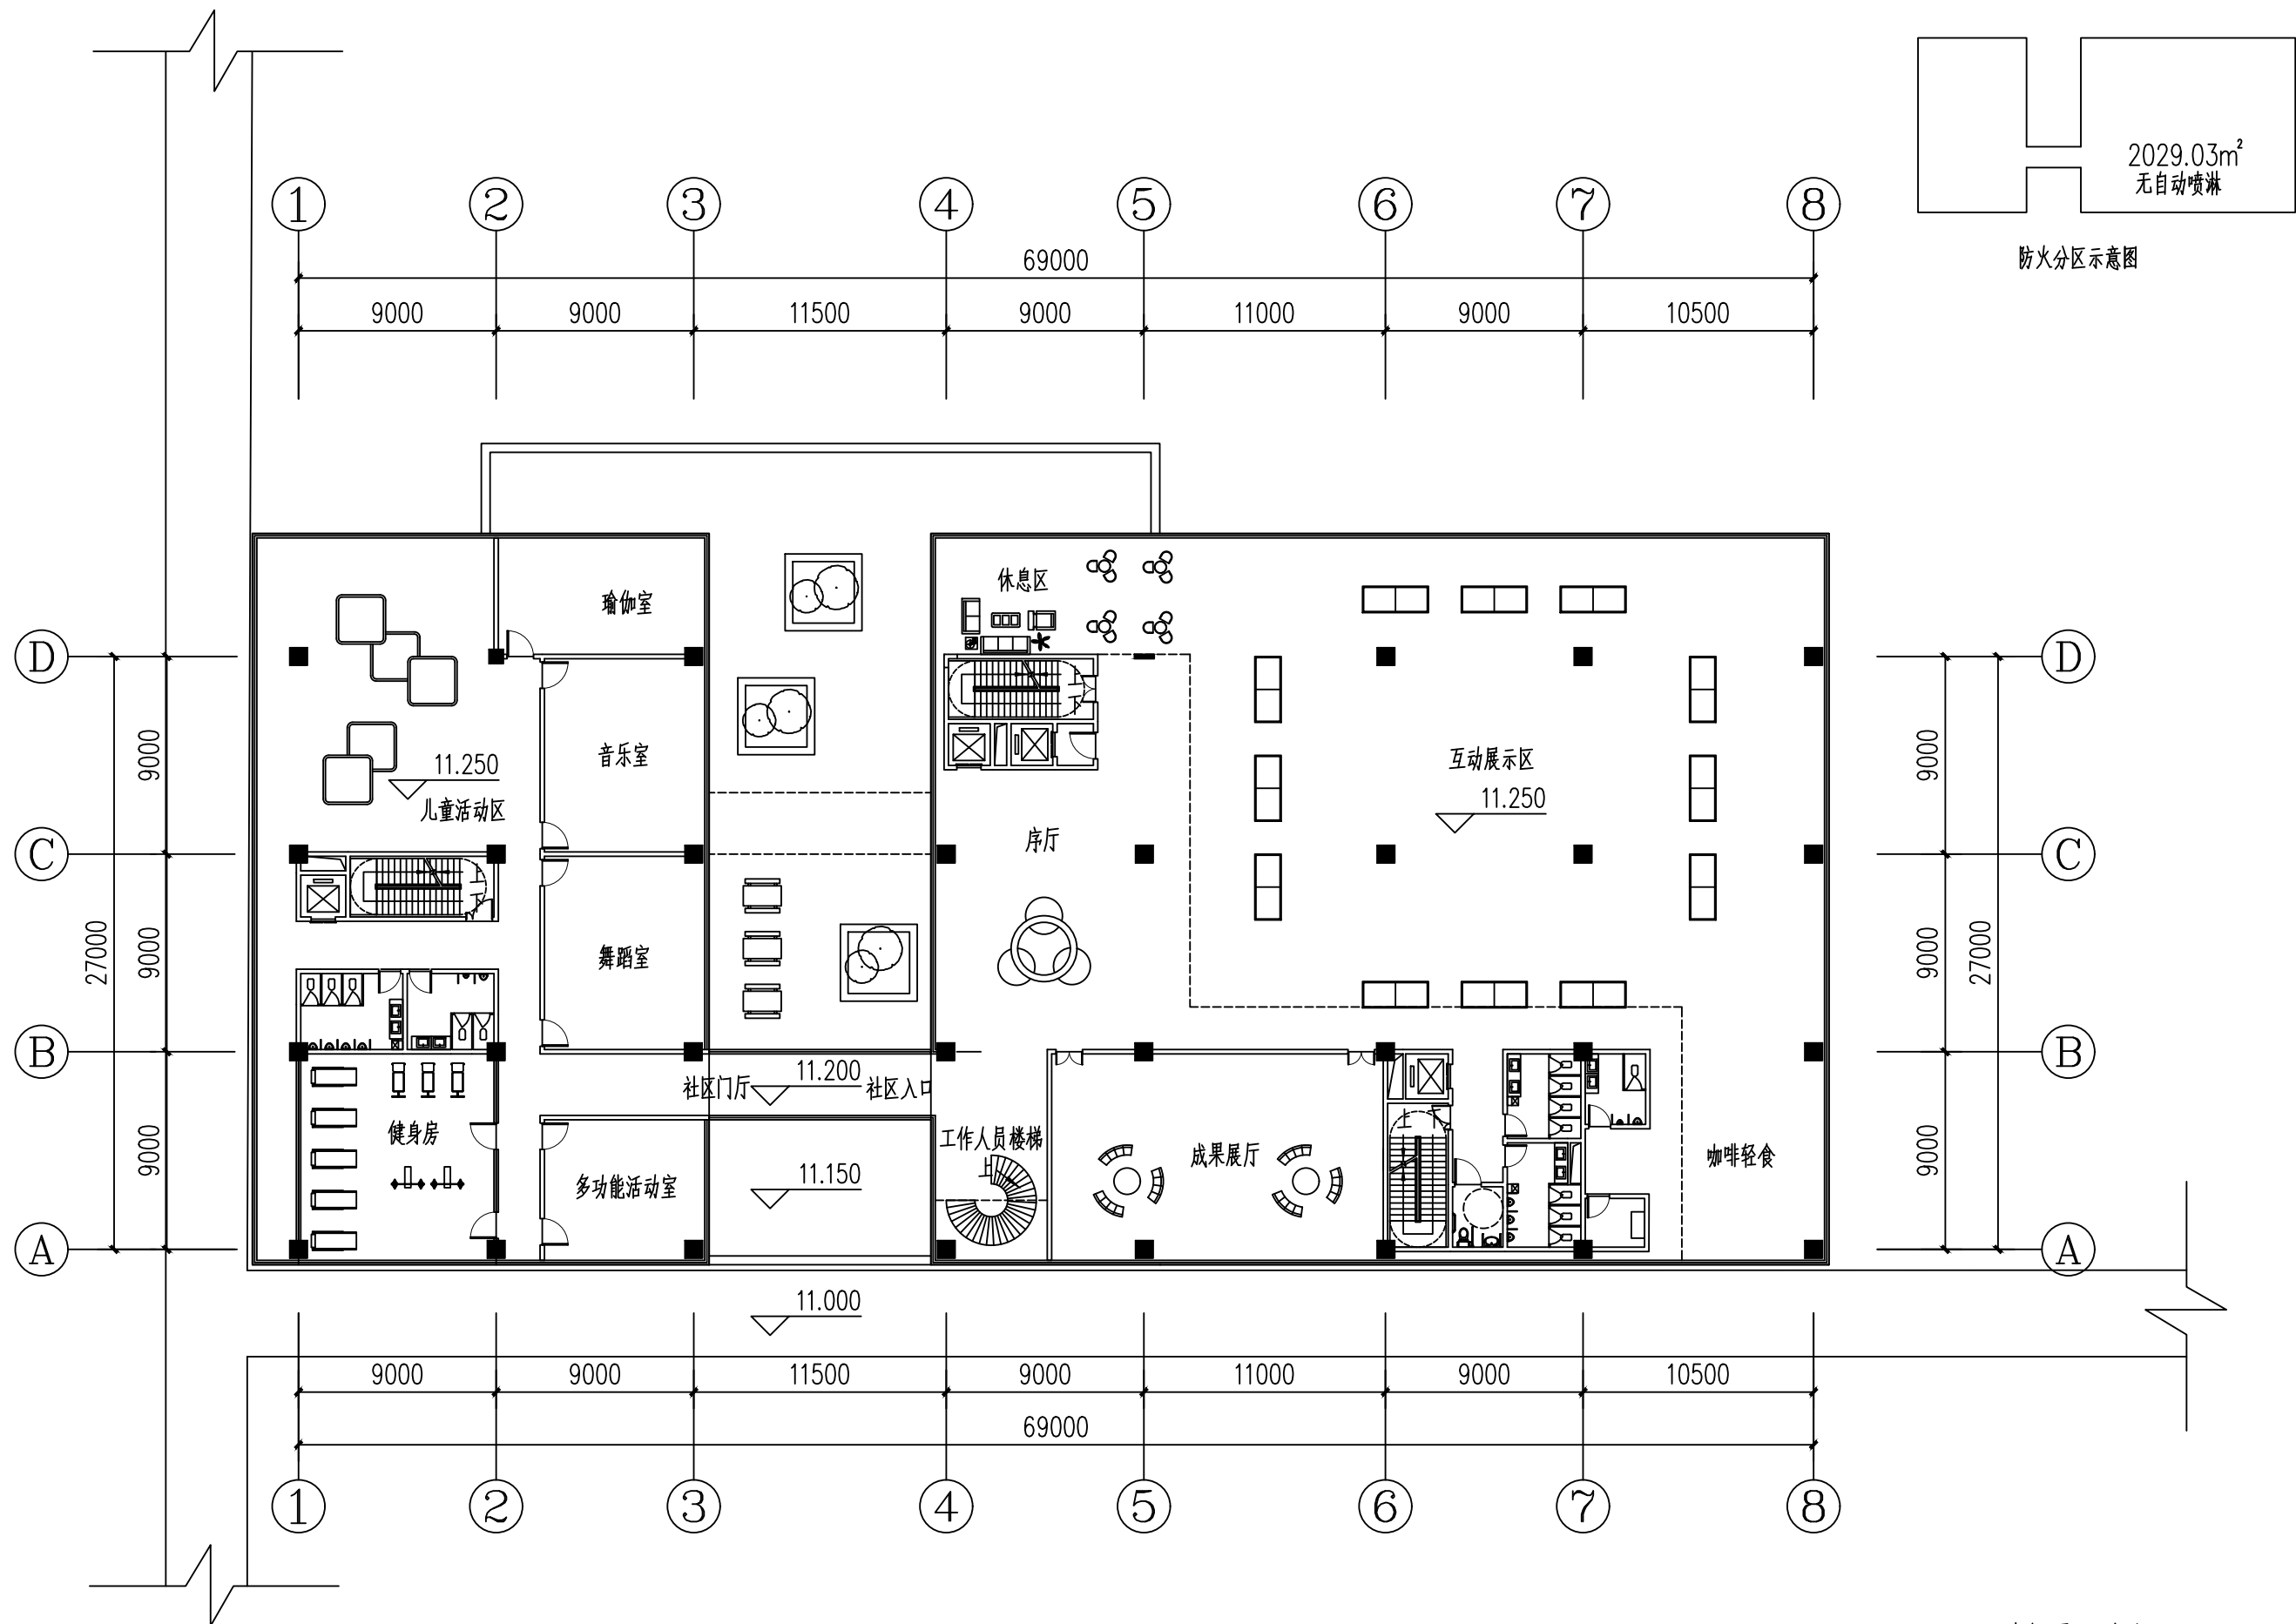 2029.03m²
无自动喷淋
防火分区示意图
1 2 3 4 5 6 7 8
69000
9000 9000 11500 9000 11000 9000 10500
休息区
瑜伽室
D D
音乐室
互动展示区
11.250
11.250
儿童活动区
9000 9000
序厅
C C
上
下
舞蹈室
27000 9000 9000 27000
B B
11.200
社区门厅 社区入口
健身房
工作人员楼梯
上
上 下
成果展厅
咖啡轻食
9000 9000
11.150
多功能活动室
A A
11.000
9000 9000 11500 9000 11000 9000 10500
69000
1 2 3 4 5 6 7 8